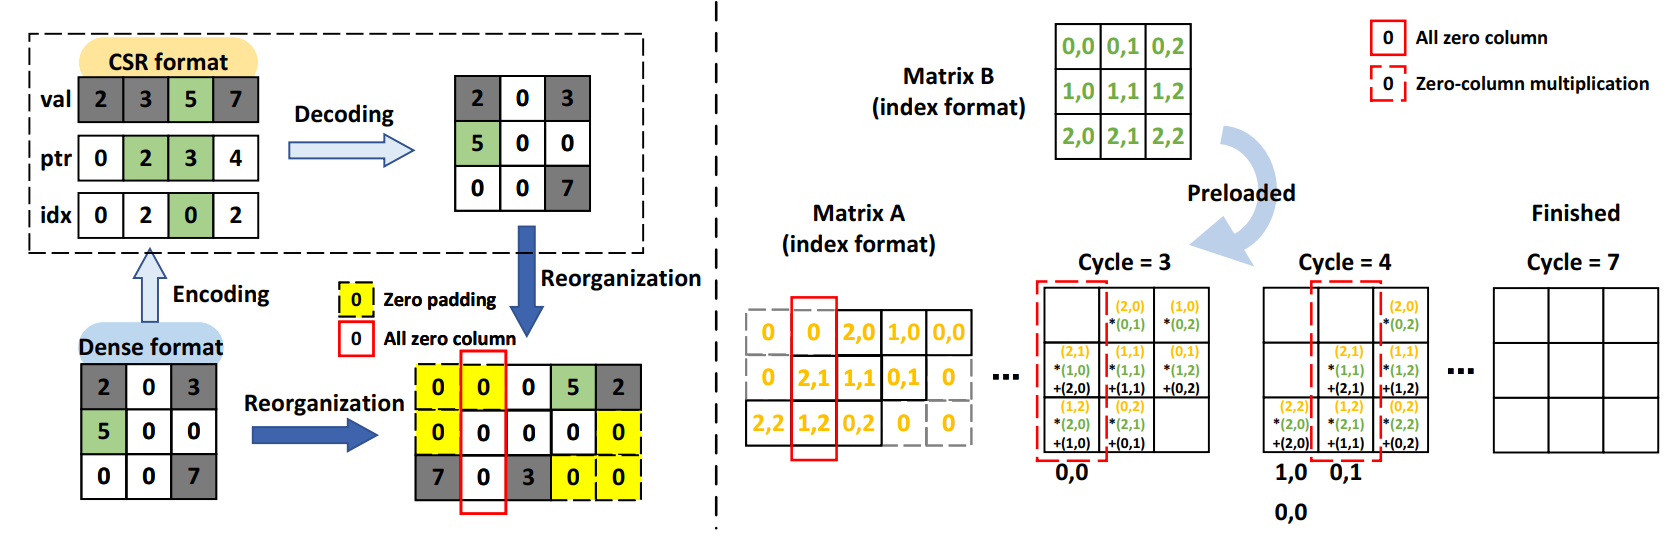 CSR format
val 2 3 5 7
ptr 0 2 3 4
idx 0 2 0 2
Decoding
2 0 3
5 0 0
0 0 7
Encoding
Reorganization
0 Zero padding
0 All zero column
Dense format
2 0 3
5 0 0
0 0 7
Reorganization
0 0 0 5 2
0 0 0 0 0
7 0 3 0 0
Matrix B
(index format)
0,0 0,1 0,2
1,0 1,1 1,2
2,0 2,1 2,2
0 All zero column
0 Zero-column multiplication
Preloaded
Matrix A
(index format)
0 0 2,0 1,0 0,0
0 2,1 1,1 0,1 0
2,2 1,2 0,2 0 0
...
Cycle = 3
(2,0) (1,0)
*(0,1) *(0,2)
(2,1) (1,1) (0,1)
*(1,0) *(1,1) *(1,2)
+(2,0) +(1,1) +(0,2)
(1,2) (0,2)
*(2,0) *(2,1)
+(1,0) +(0,1)
0,0
Cycle = 4
(2,0)
*(0,2)
(2,1) (1,1)
*(1,1) *(1,2)
+(2,1) +(1,2)
(2,2) (1,2) (0,2)
*(2,0) *(2,1) *(2,2)
+(2,0) +(1,1) +(0,2)
1,0 0,1
0,0
...
Finished
Cycle = 7